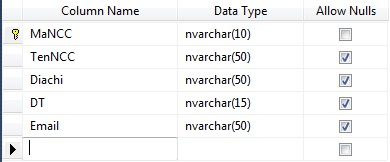 Column Name Data Type Allow Nulls
MaNCC nvarchar(10)
TenNCC nvarchar(50)
Diachi nvarchar(50)
DT nvarchar(15)
Email nvarchar(50)